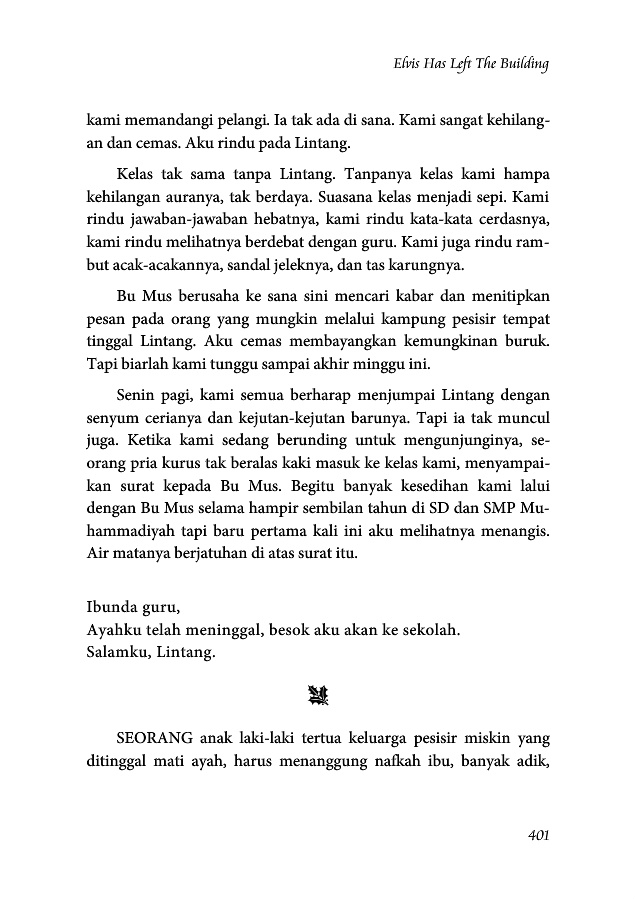 Elvis Has Left The Building
kami memandangi pelangi. Ia tak ada di sana. Kami sangat kehilang-
an dan cemas. Aku rindu pada Lintang.
Kelas tak sama tanpa Lintang. Tanpanya kelas kami hampa
kehilangan auranya, tak berdaya. Suasana kelas menjadi sepi. Kami
rindu jawaban-jawaban hebatnya, kami rindu kata-kata cerdasnya,
kami rindu melihatnya berdebat dengan guru. Kami juga rindu ram-
but acak-acakannya, sandal jeleknya, dan tas karungnya.
Bu Mus berusaha ke sana sini mencari kabar dan menitipkan
pesan pada orang yang mungkin melalui kampung pesisir tempat
tinggal Lintang. Aku cemas membayangkan kemungkinan buruk.
Tapi biarlah kami tunggu sampai akhir minggu ini.
Senin pagi, kami semua berharap menjumpai Lintang dengan
senyum cerianya dan kejutan-kejutan barunya. Tapi ia tak muncul
juga. Ketika kami sedang berunding untuk mengunjunginya, se-
orang pria kurus tak beralas kaki masuk ke kelas kami, menyampai-
kan surat kepada Bu Mus. Begitu banyak kesedihan kami lalui
dengan Bu Mus selama hampir sembilan tahun di SD dan SMP Mu-
hammadiyah tapi baru pertama kali ini aku melihatnya menangis.
Air matanya berjatuhan di atas surat itu.
Ibunda guru,
Ayahku telah meninggal, besok aku akan ke sekolah.
Salamku, Lintang.
SEORANG anak laki-laki tertua keluarga pesisir miskin yang
ditinggal mati ayah, harus menanggung nafkah ibu, banyak adik,
401